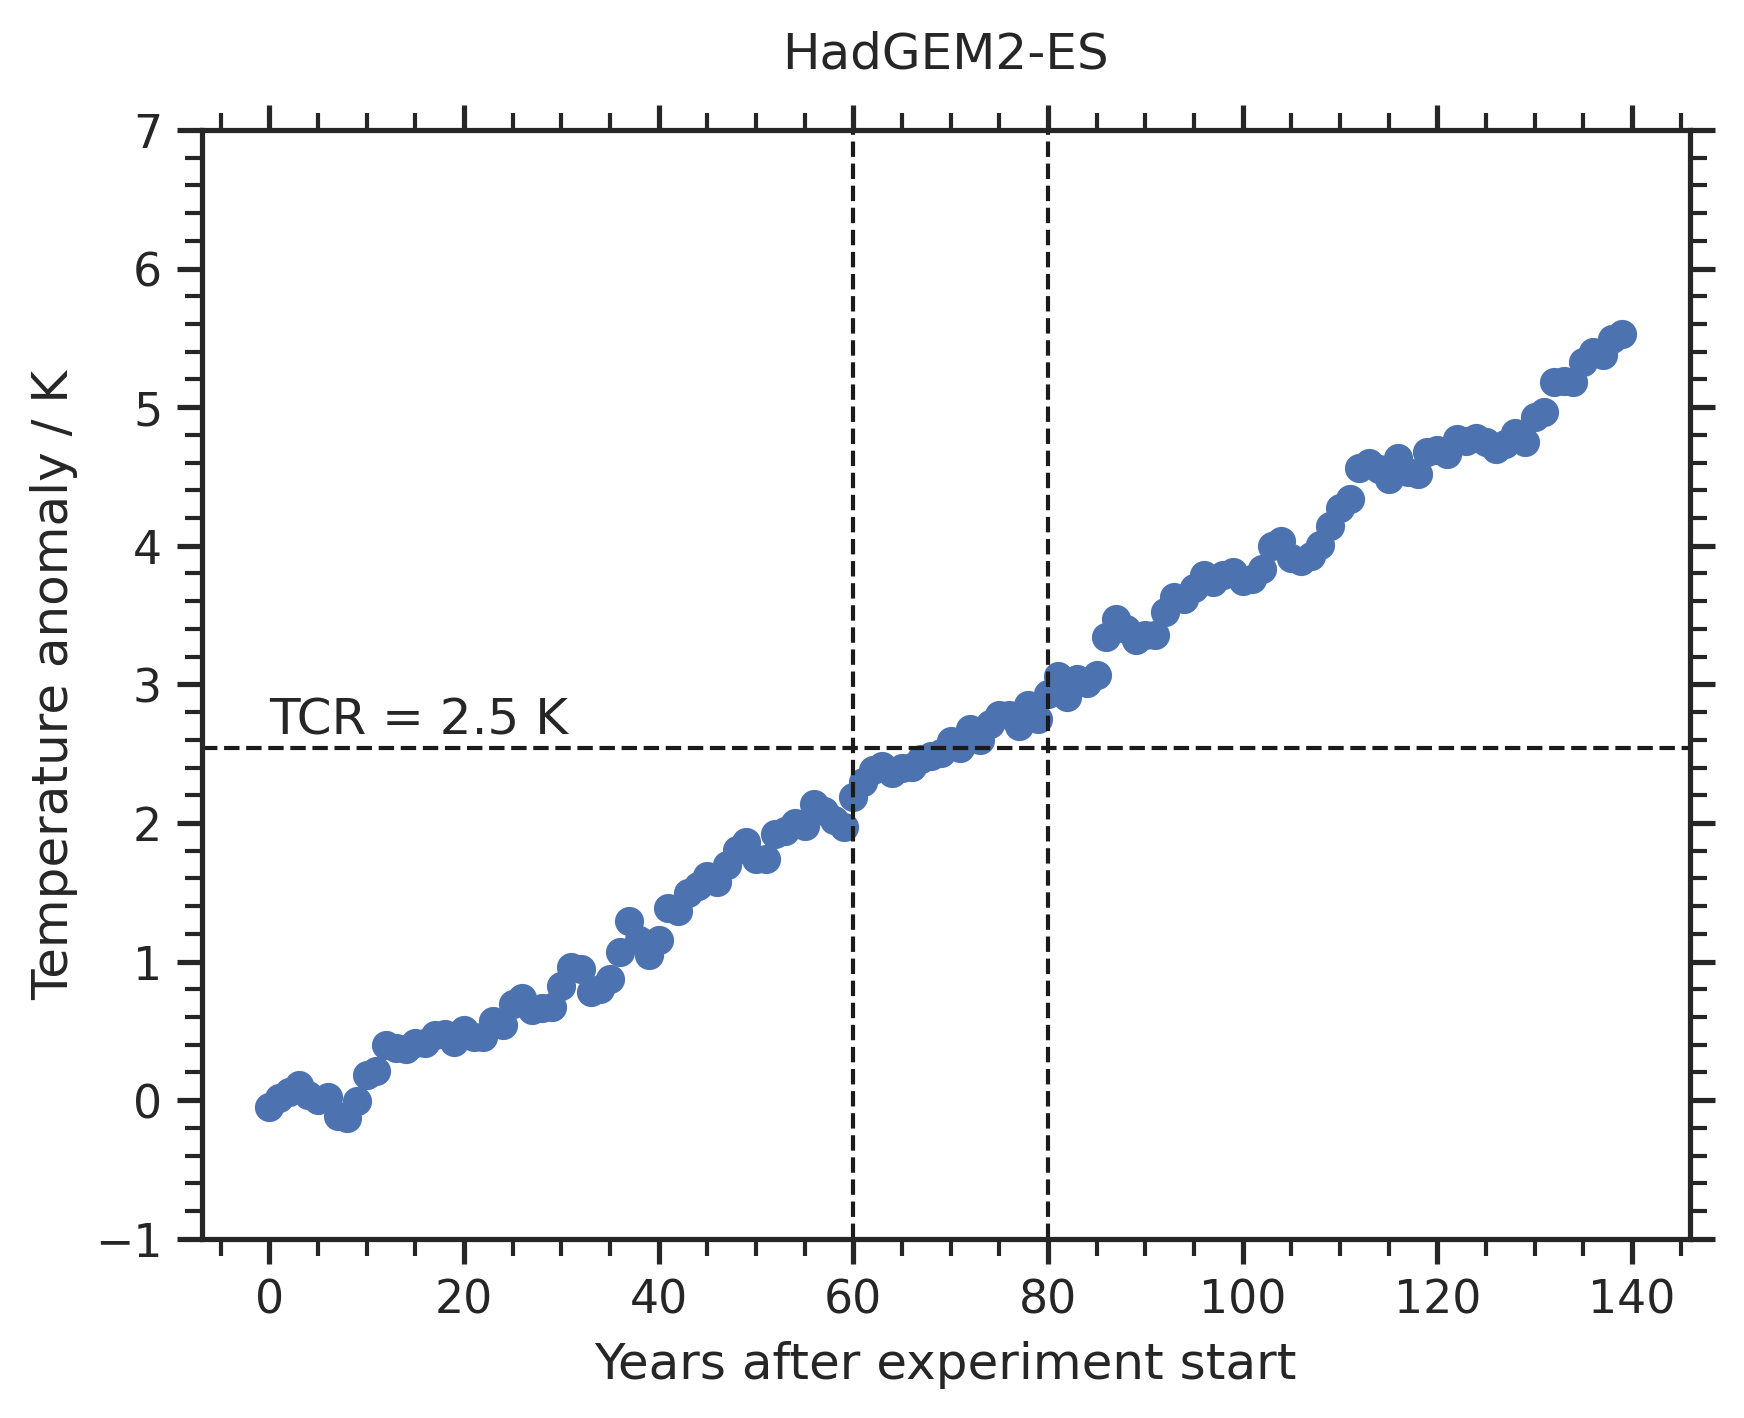 HadGEM2-ES
7
6
5
4
3
2
1
0
−1
Temperature anomaly / K
TCR = 2.5 K
0 20 40 60 80 100 120 140
Years after experiment start